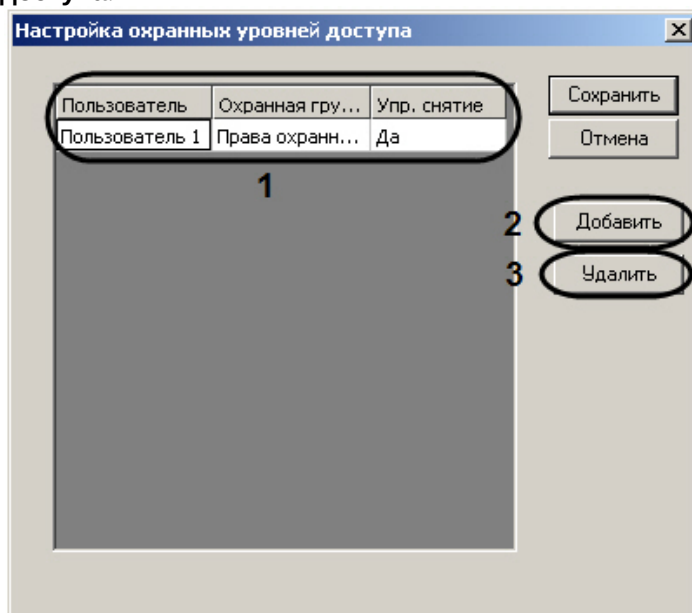 Настройка охранных уровней доступа
Пользователь Охранная гру... Упр. снятие
Пользователь 1 Права охранн... Да
1
Сохранить
Отмена
2 Добавить
3 Удалить